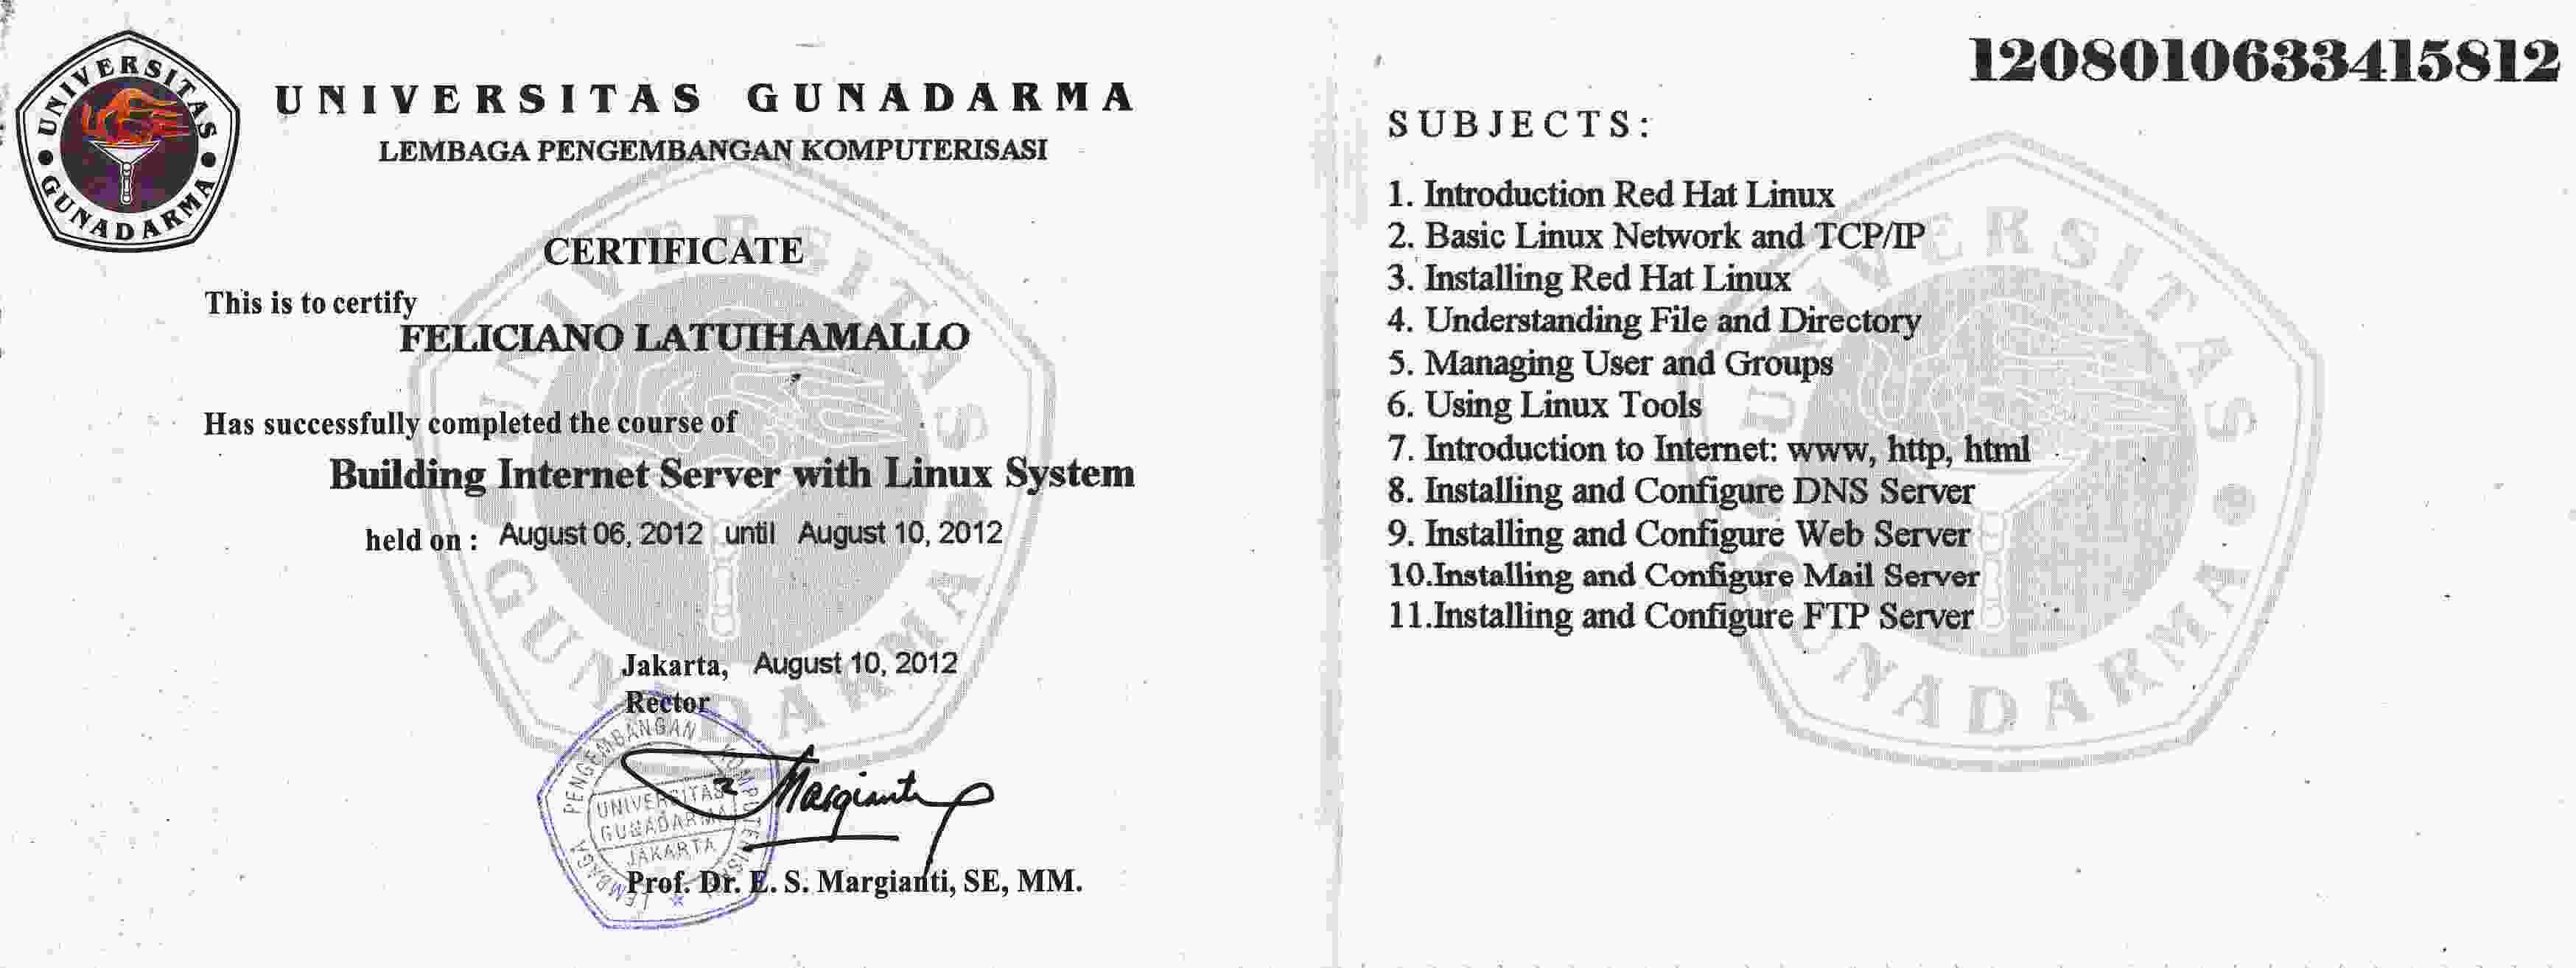 UNIVERSITAS GUNADARMA
UNIVERSITAS GUNADARMA
LEMBAGA PENGEMBANGAN KOMPUTERISASI
CERTIFICATE
This is to certify
FELICIANO LATUIHAMALLO
Has successfully completed the course of
Building Internet Server with Linux System
held on : August 06, 2012 until August 10, 2012
Jakarta, August 10, 2012
Rector
LEMBAGA PENGEMBANGAN KOMPUTERISASI
UNIVERSITAS
GUNADARMA
JAKARTA
Margianti
Prof. Dr. E. S. Margianti, SE, MM.
UNIVERSITAS GUNADARMA
1208010633415812
SUBJECTS:
1. Introduction Red Hat Linux
2. Basic Linux Network and TCP/IP
3. Installing Red Hat Linux
4. Understanding File and Directory
5. Managing User and Groups
6. Using Linux Tools
7. Introduction to Internet: www, http, html
8. Installing and Configure DNS Server
9. Installing and Configure Web Server
10.Installing and Configure Mail Server
11.Installing and Configure FTP Server
UNIVERSITAS GUNADARMA